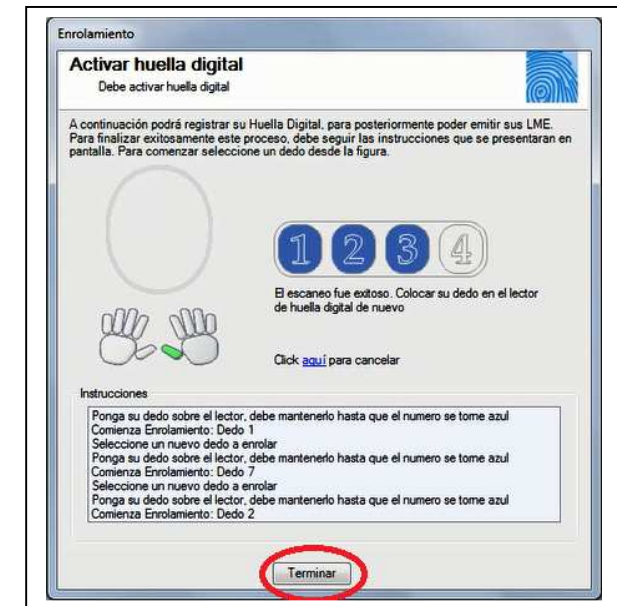 Enrolamiento
Activar huella digital
Debe activar huella digital
A continuación podrá registrar su Huella Digital, para posteriormente poder emitir sus LME.
Para finalizar exitosamente este proceso, debe seguir las instrucciones que se presentaran en
pantalla. Para comenzar seleccione un dedo desde la figura.
1 2 3 4
El escaneo fue exitoso. Colocar su dedo en el lector
de huella digital de nuevo
Click aquí para cancelar
Instrucciones
Ponga su dedo sobre el lector, debe mantenerlo hasta que el numero se torne azul
Comienza Enrolamiento: Dedo 1
Seleccione un nuevo dedo a enrolar
Ponga su dedo sobre el lector, debe mantenerlo hasta que el numero se torne azul
Comienza Enrolamiento: Dedo 7
Seleccione un nuevo dedo a enrolar
Ponga su dedo sobre el lector, debe mantenerlo hasta que el numero se torne azul
Comienza Enrolamiento: Dedo 2
Terminar